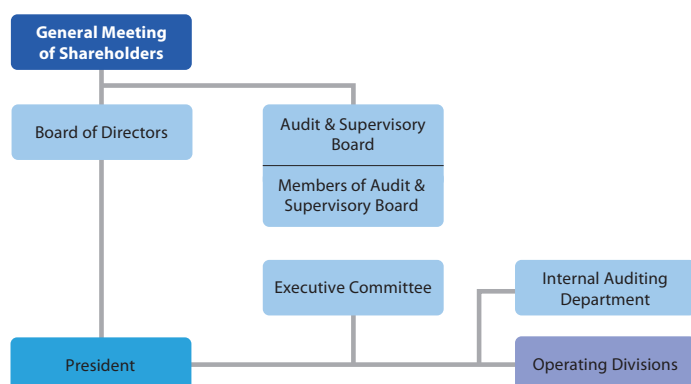 General Meeting
of Shareholders
Board of Directors
Audit & Supervisory
Board
Members of Audit &
Supervisory Board
Executive Committee
Internal Auditing
Department
President
Operating Divisions